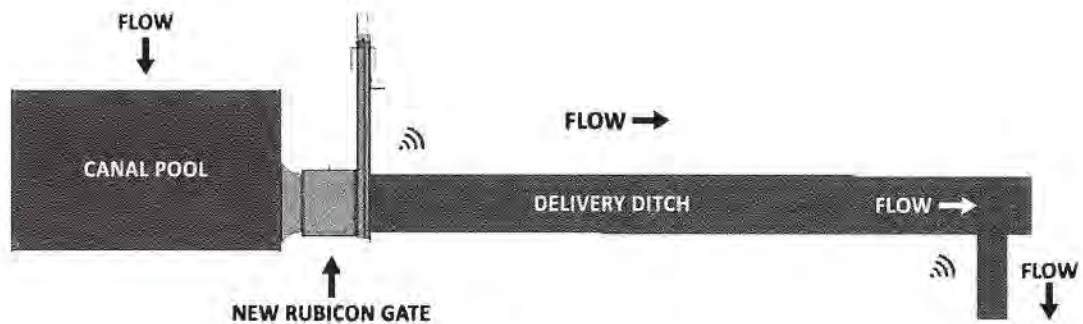 FLOW
CANAL POOL
FLOW
DELIVERY DITCH
FLOW
FLOW
NEW RUBICON GATE